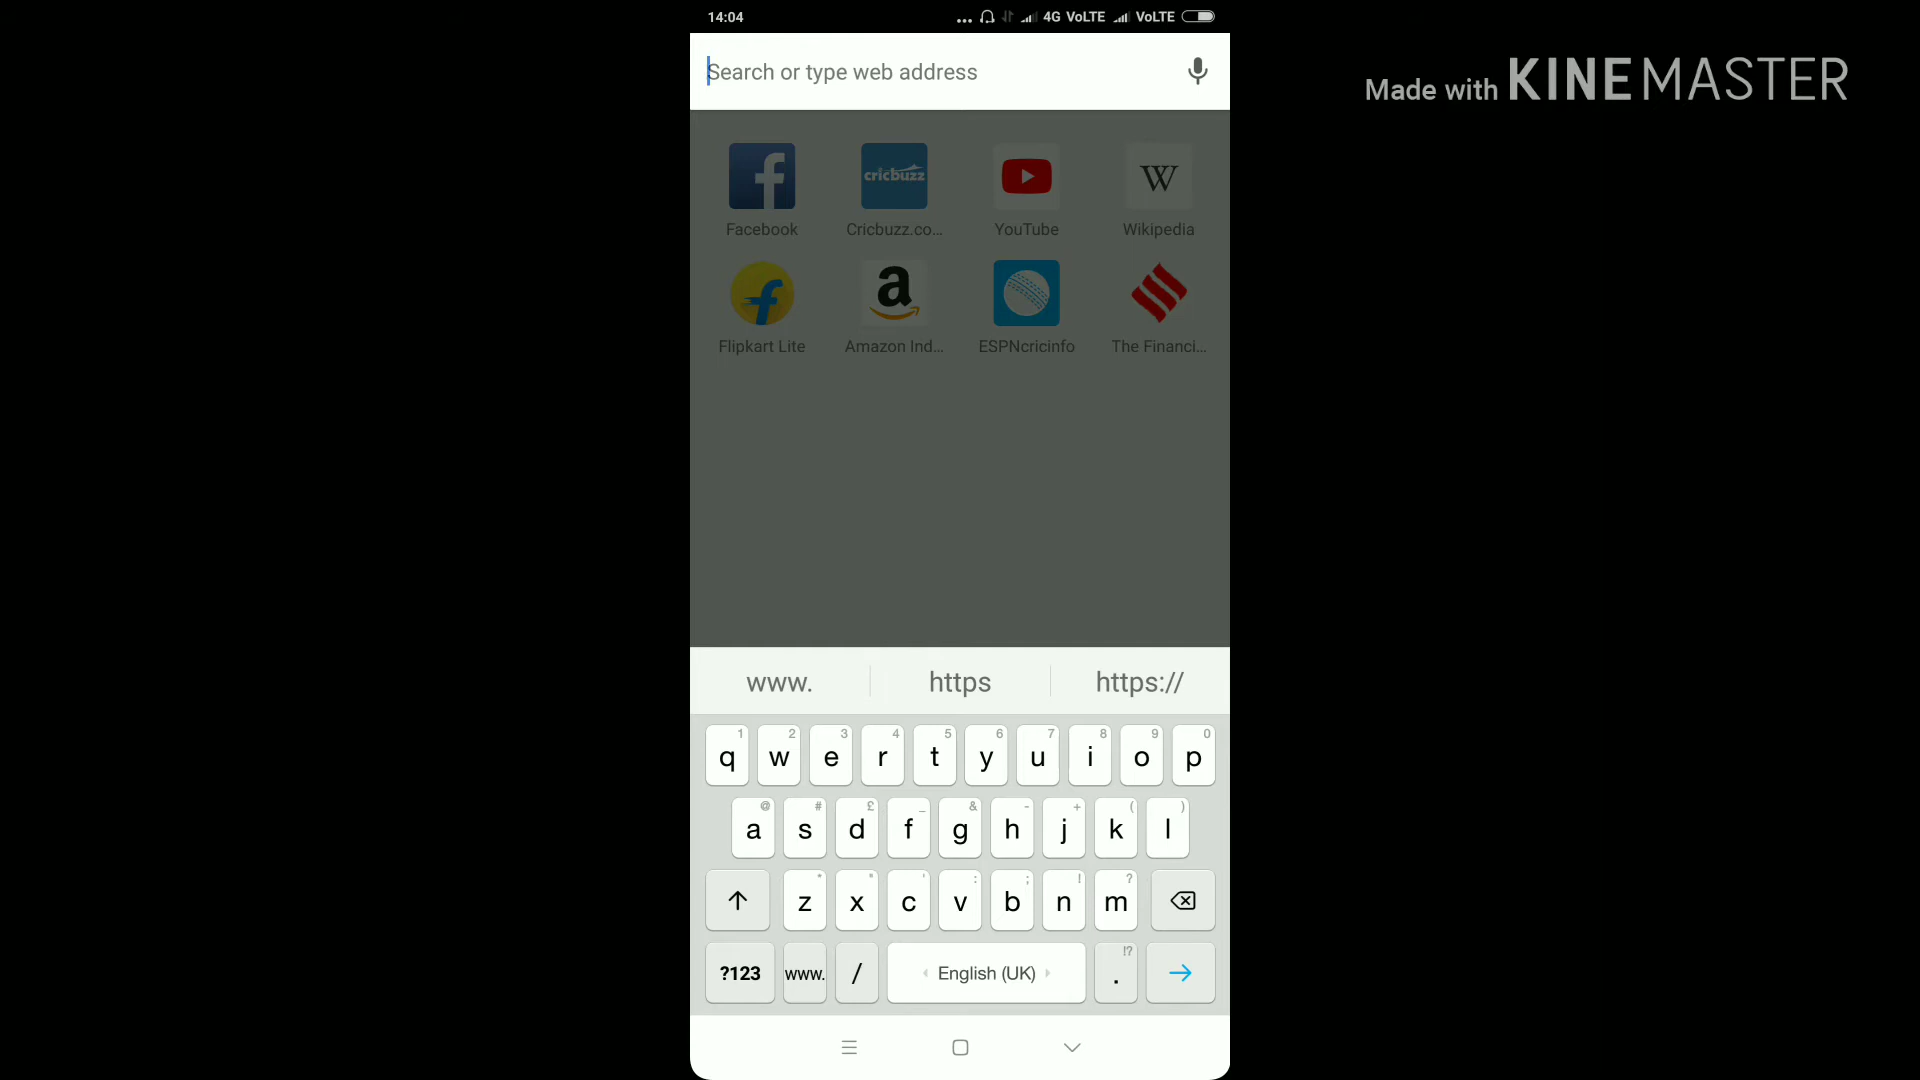 14:04
4G VoLTE VoLTE
Made with KINEMASTER
Search or type web address
f
cricbuzz
W
Facebook
Cricbuzz.co...
YouTube
Wikipedia
f
a
Flipkart Lite
Amazon Ind...
ESPNcricinfo
The Financi...
www. https https://
1 2 3 4 5 6 7 8 9 0
q w e r t y u i o p
@ # £ _ & - + ( )
a s d f g h j k l
* " ' : ; ! ?
z x c v b n m
!?
?123 www. / English (UK) .